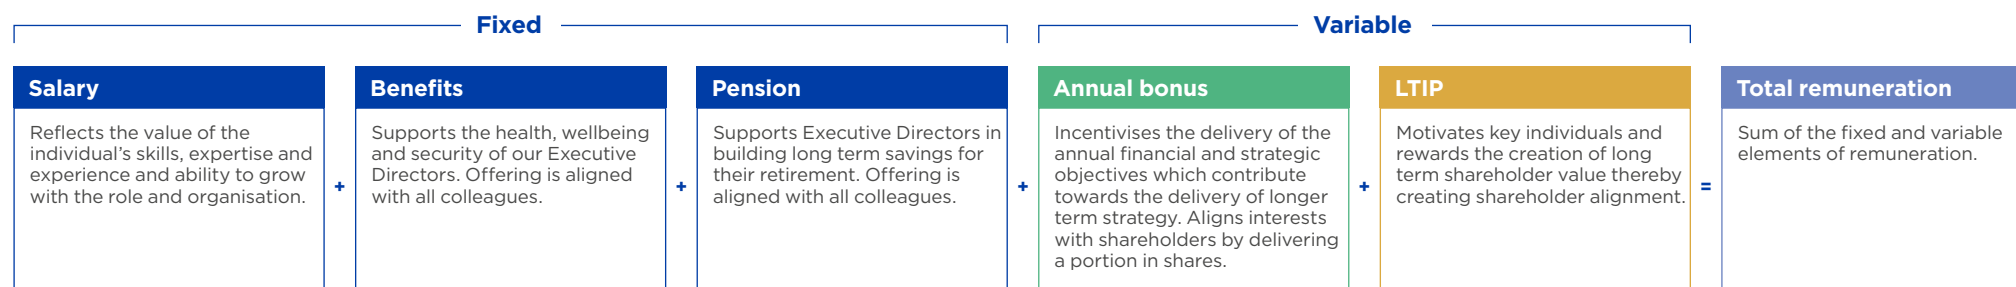 Fixed
Variable
Salary
Reflects the value of the
individual's skills, expertise and
experience and ability to grow
with the role and organisation.
+
Benefits
Supports the health, wellbeing
and security of our Executive
Directors. Offering is aligned
with all colleagues.
+
Pension
Supports Executive Directors in
building long term savings for
their retirement. Offering is
aligned with all colleagues.
+
Annual bonus
Incentivises the delivery of the
annual financial and strategic
objectives which contribute
towards the delivery of longer
term strategy. Aligns interests
with shareholders by delivering
a portion in shares.
+
LTIP
Motivates key individuals and
rewards the creation of long
term shareholder value thereby
creating shareholder alignment.
=
Total remuneration
Sum of the fixed and variable
elements of remuneration.